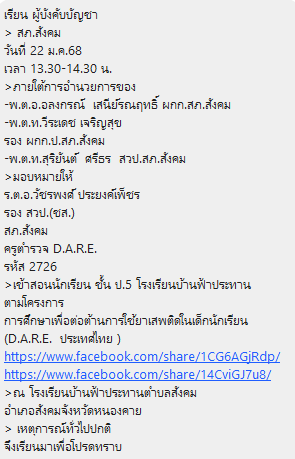 เรียน ผู้บังคับบัญชา
> สภ.สังคม
วันที่ 22 ม.ค.68
เวลา 13.30-14.30 น.
>ภายใต้การอำนวยการของ
-พ.ต.อ.อลงกรณ์  เสนีย์รณฤทธิ์ ผกก.สภ.สังคม
-พ.ต.ท.วีระเดช เจริญสุข
รอง ผกก.ป.สภ.สังคม
-พ.ต.ท.สุริยันต์  ศรีธร  สวป.สภ.สังคม
>มอบหมายให้
ร.ต.อ.วัชรพงศ์ ประยงค์เพ็ชร
รอง สวป.(ชส.)
สภ.สังคม
ครูตำรวจ D.A.R.E.
รหัส 2726
>เข้าสอนนักเรียน ชั้น ป.5 โรงเรียนบ้านฟ้าประทาน
ตามโครงการ
การศึกษาเพื่อต่อต้านการใช้ยาเสพติดในเด็กนักเรียน
(D.A.R.E.  ประเทศไทย )
https://www.facebook.com/share/1CG6AGjRdp/
https://www.facebook.com/share/14CviGJ7u8/
>ณ โรงเรียนบ้านฟ้าประทานตำบลสังคม
อำเภอสังคมจังหวัดหนองคาย
> เหตุการณ์ทั่วไปปกติ
จึงเรียนมาเพื่อโปรดทราบ